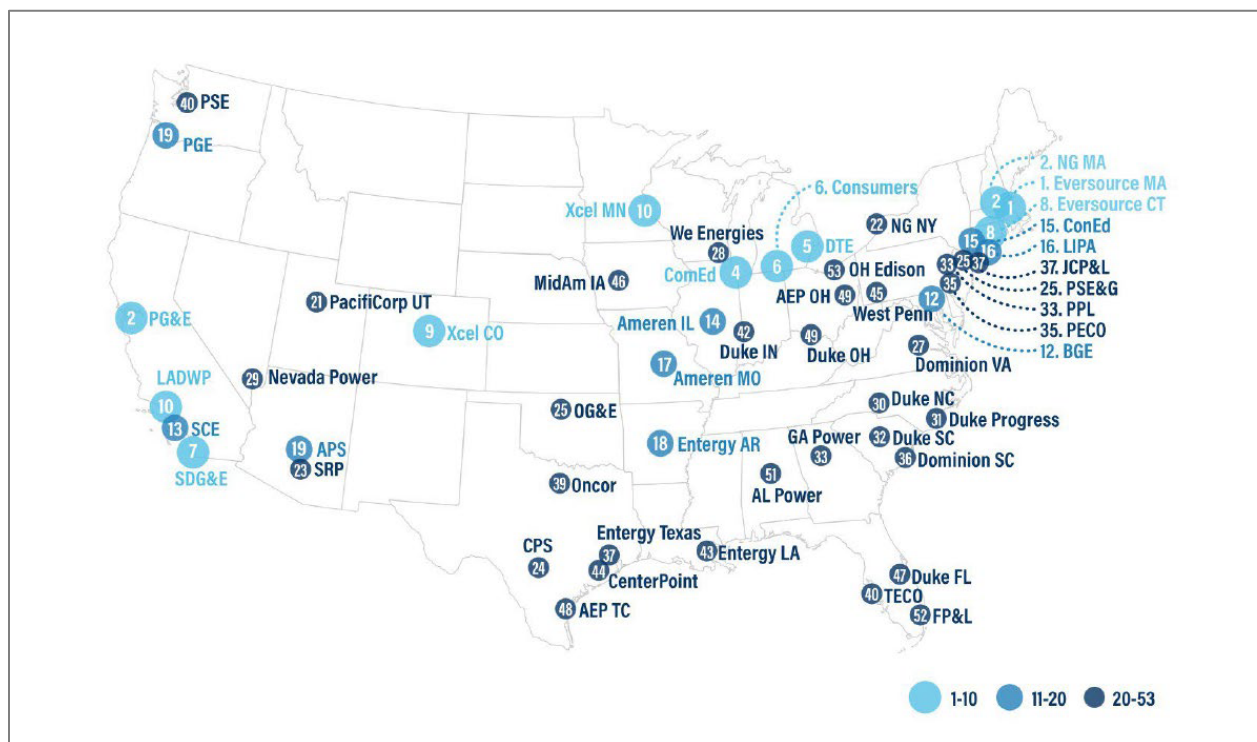 40 PSE
19 PGE
2. NG MA
1. Eversource MA
8. Eversource CT
15. ConEd
16. LIPA
37. JCP&L
25. PSE&G
33. PPL
35. PECO
12. BGE
2
1
8
15
16
33
25
37
35
12
6. Consumers
Xcel MN 10
We Energies
28
5 DTE
22 NG NY
ComEd 4
6
53 OH Edison
MidAm IA 46
AEP OH 49
45
West Penn
21 PacifiCorp UT
2 PG&E
9 Xcel CO
Ameren IL 14
42
Duke IN
49
Duke OH
27
Dominion VA
17
Ameren MO
29 Nevada Power
LADWP
10
13 SCE
7
SDG&E
19 APS
23
SRP
25 OG&E
18 Entergy AR
30 Duke NC
31 Duke Progress
GA Power
33
32 Duke SC
36 Dominion SC
51
AL Power
39 Oncor
Entergy Texas
37
CPS
24
44
CenterPoint
43 Entergy LA
48 AEP TC
47 Duke FL
40 TECO
52 FP&L
1-10
11-20
20-53